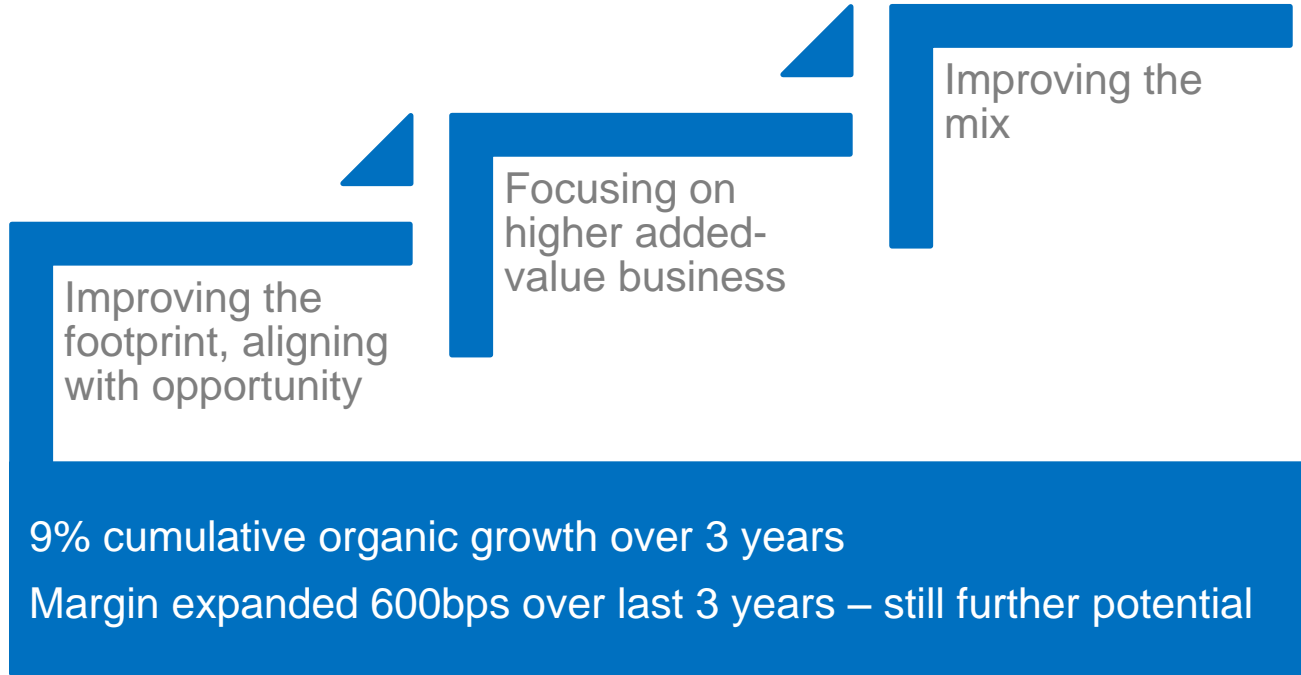 Improving the
footprint, aligning
with opportunity
Focusing on
higher added-
value business
Improving the
mix
9% cumulative organic growth over 3 years
Margin expanded 600bps over last 3 years – still further potential